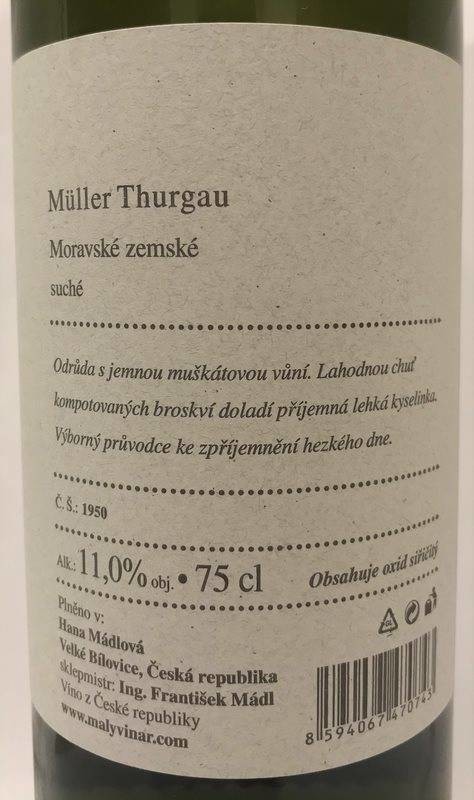 Müller Thurgau
Moravské zemské
suché
Odrůda s jemnou muškátovou vůní. Lahodnou chuť
kompotovaných broskví doladí příjemná lehká kyselinka.
Výborný průvodce ke zpříjemnění hezkého dne.
Č. Š.: 1950
Alk.: 11,0% obj. • 75 cl
Obsahuje oxid siřičitý
GL
Plněno v:
Hana Mádlová
Velké Bílovice, Česká republika
sklepmistr: Ing. František Mádl
Víno z České republiky
www.malyvinar.com
8 594067 470743